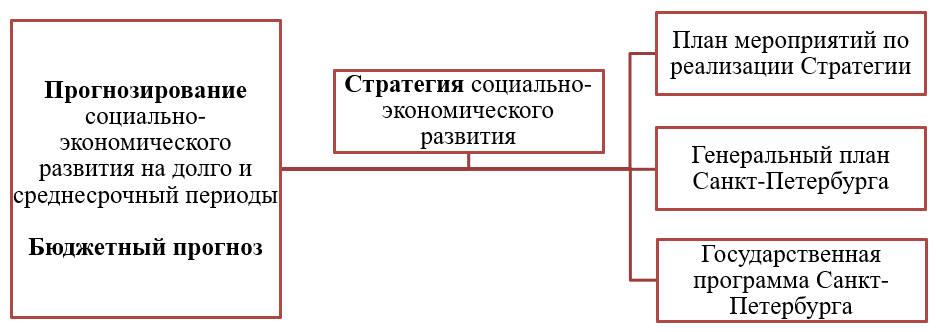 Прогнозирование
социально-
экономического
развития на долго и
среднесрочный периоды
Бюджетный прогноз
Стратегия социально-
экономического
развития
План мероприятий по
реализации Стратегии
Генеральный план
Санкт-Петербурга
Государственная
программа Санкт-
Петербурга